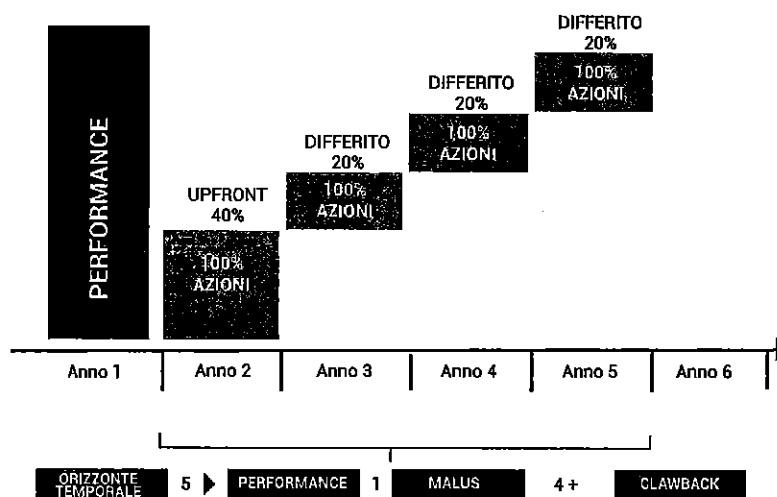 DIFFERITO
20%
100%
AZIONI
DIFFERITO
20%
100%
AZIONI
DIFFERITO
20%
100%
AZIONI
UPFRONT
40%
100%
AZIONI
PERFORMANCE
Anno 1
Anno 2
Anno 3
Anno 4
Anno 5
Anno 6
ORIZZONTE
TEMPORALE
5
PERFORMANCE
1
MALUS
4 +
CLAWBACK